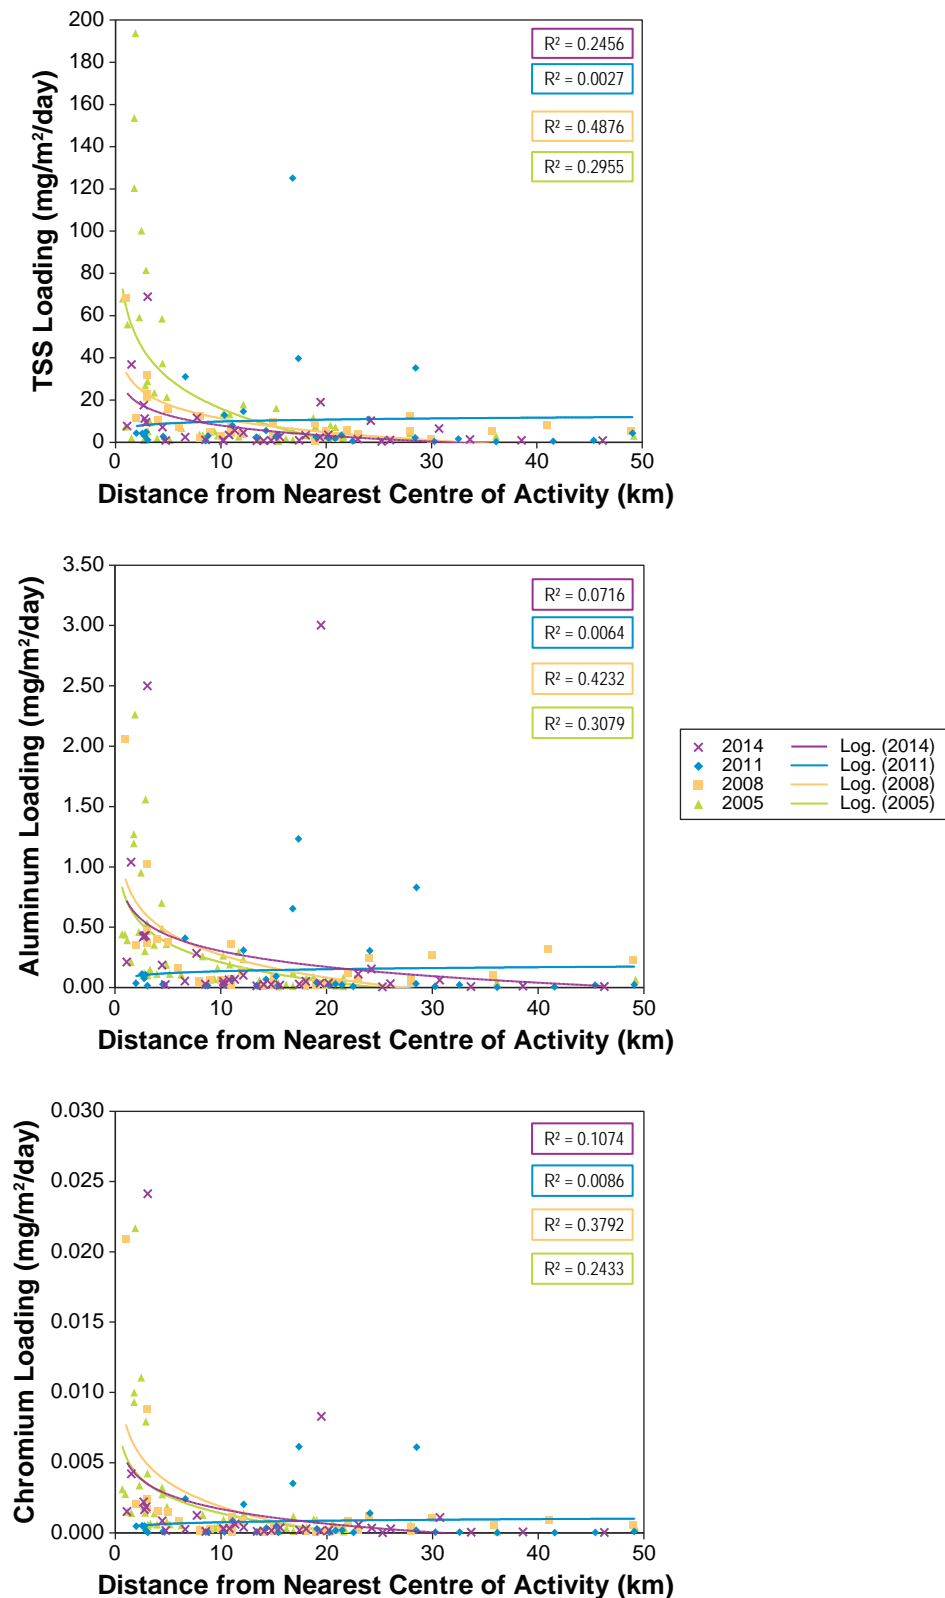 200
180
160
140
120
100
80
60
40
20
0
TSS Loading (mg/m²/day)
R² = 0.2456
R² = 0.0027
R² = 0.4876
R² = 0.2955
0 10 20 30 40 50
Distance from Nearest Centre of Activity (km)
3.50
3.00
2.50
2.00
1.50
1.00
0.50
0.00
Aluminum Loading (mg/m²/day)
R² = 0.0716
R² = 0.0064
R² = 0.4232
R² = 0.3079
0 10 20 30 40 50
Distance from Nearest Centre of Activity (km)
2014 Log. (2014)
2011 Log. (2011)
2008 Log. (2008)
2005 Log. (2005)
0.030
0.025
0.020
0.015
0.010
0.005
0.000
Chromium Loading (mg/m²/day)
R² = 0.1074
R² = 0.0086
R² = 0.3792
R² = 0.2433
0 10 20 30 40 50
Distance from Nearest Centre of Activity (km)